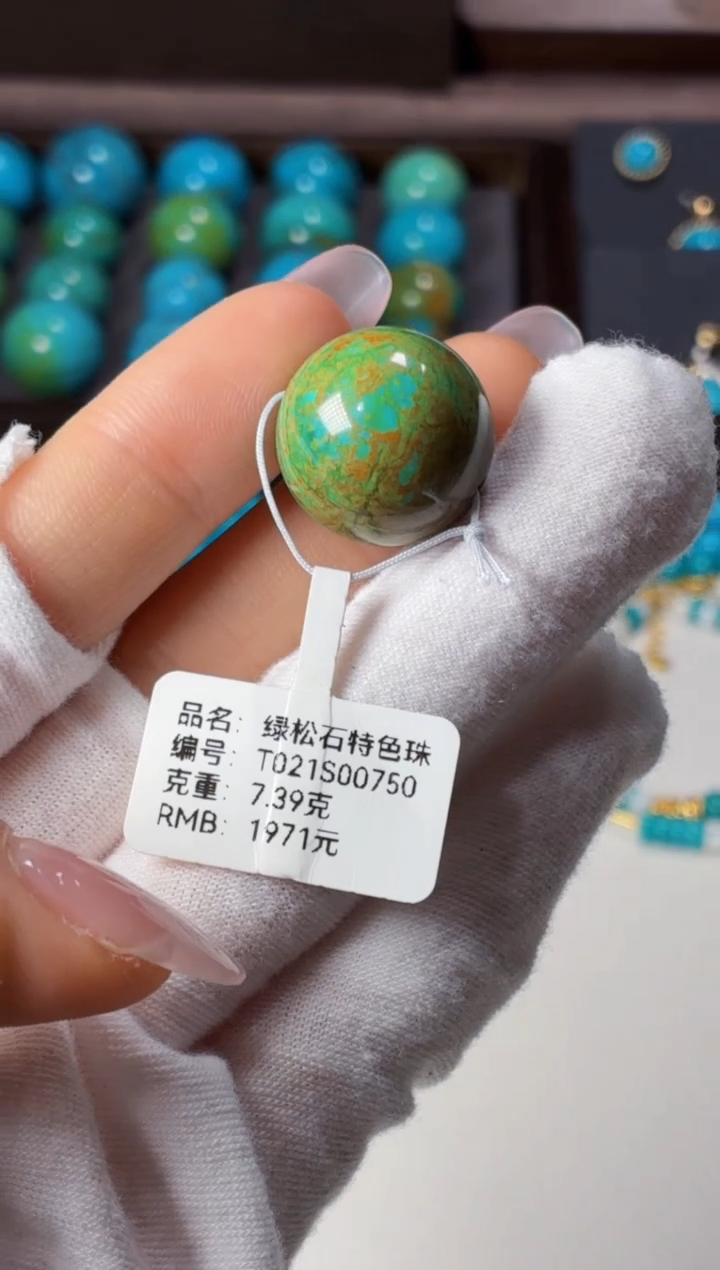 品名: 绿松石特色珠
编号: T021S00750
克重: 7.39克
RMB: 1971元